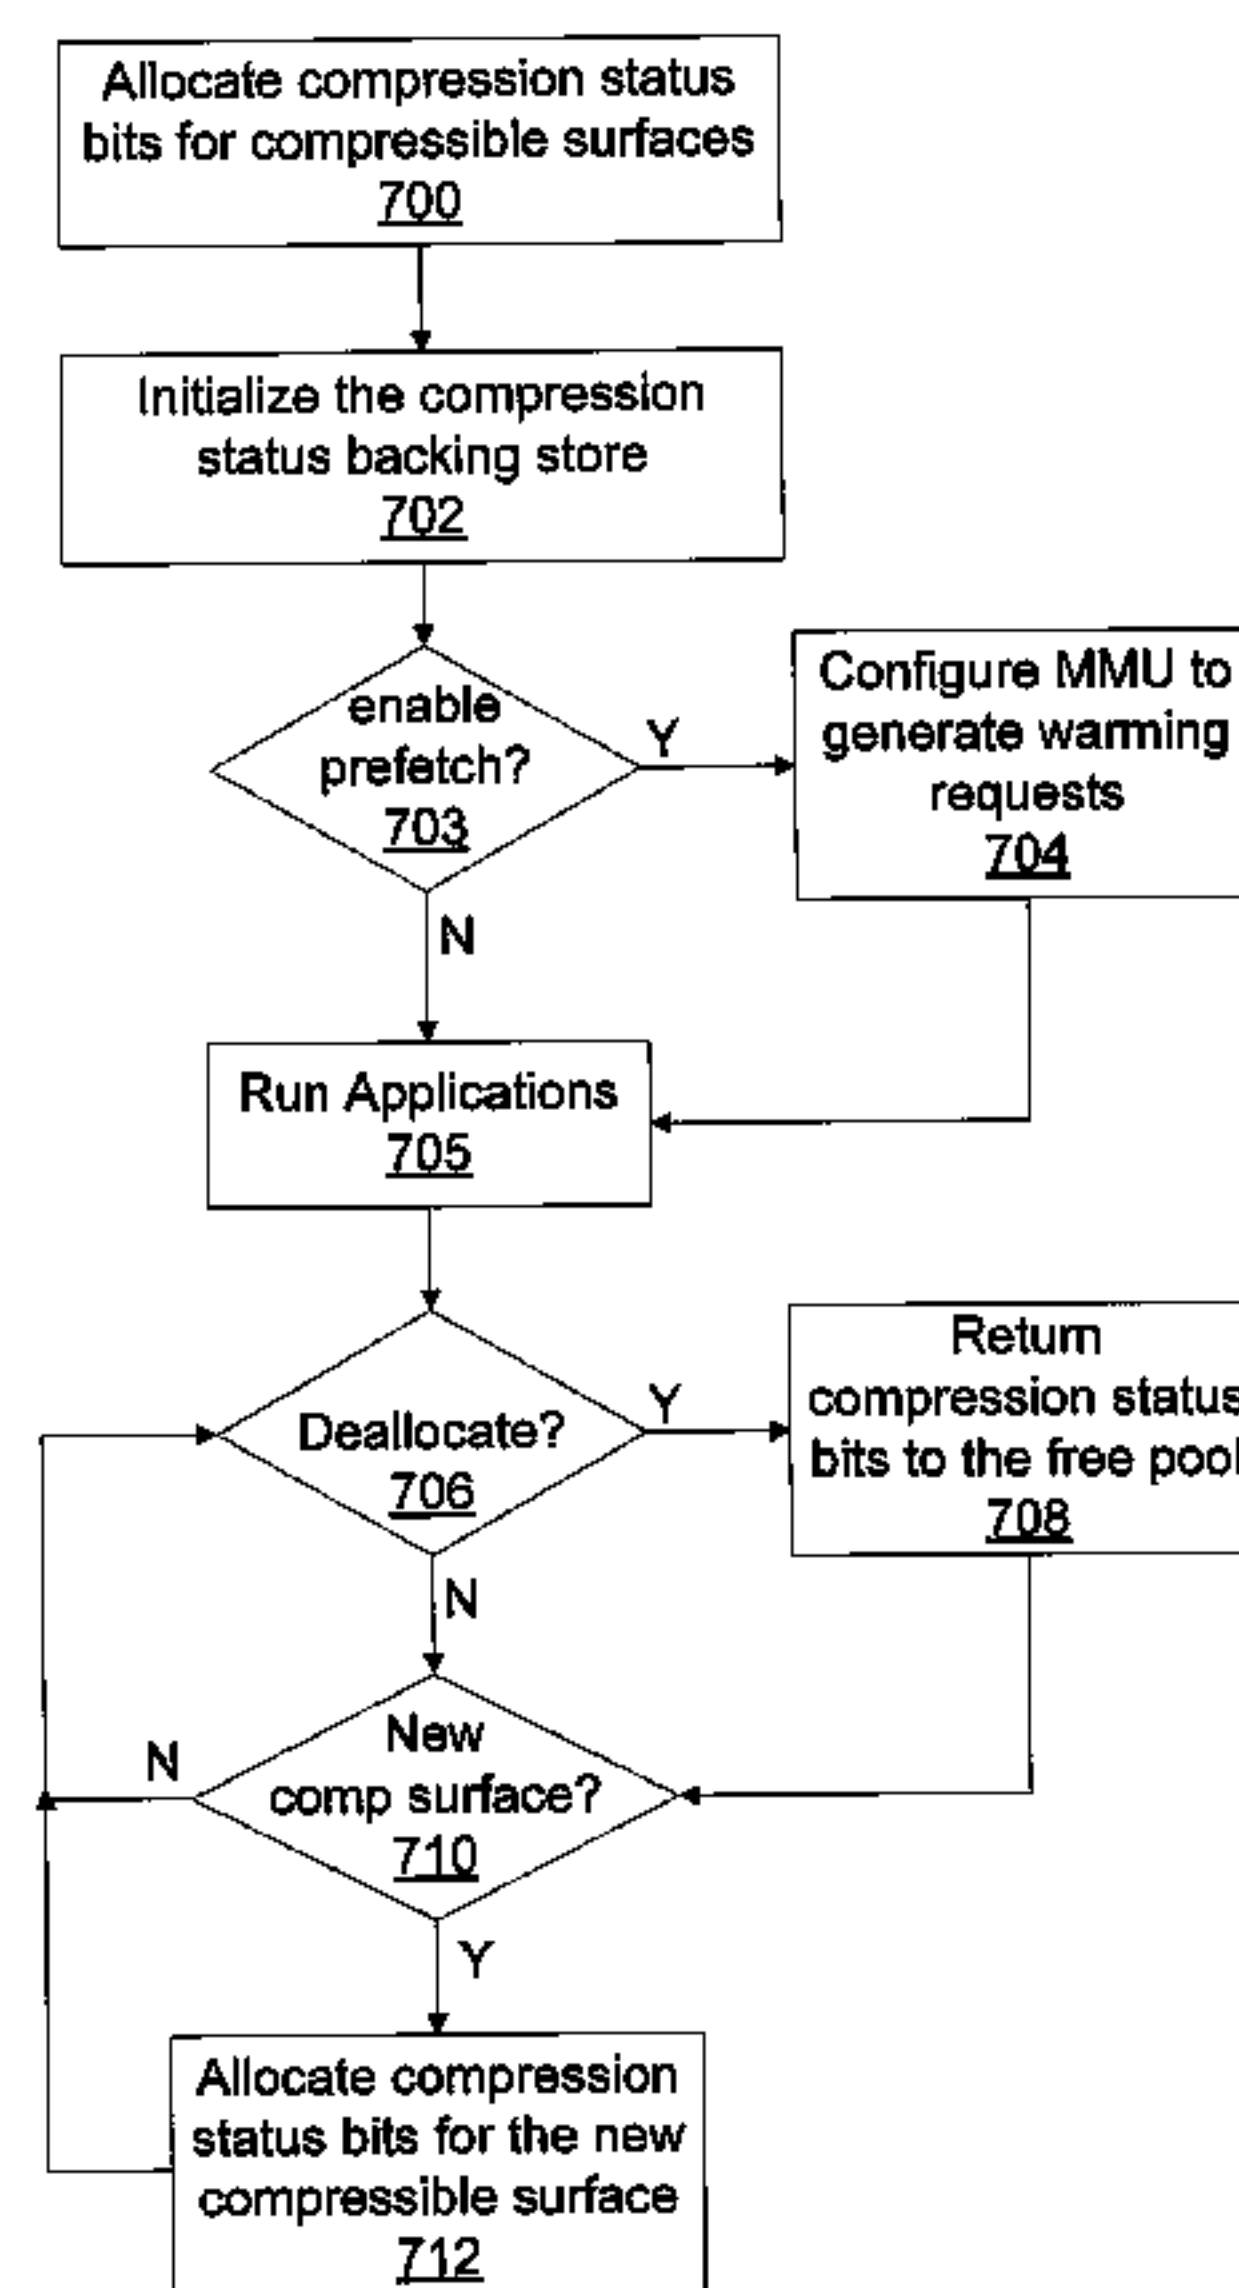 Allocate compression status
bits for compressible surfaces
700
Initialize the compression
status backing store
702
enable
prefetch?
703
Y
Configure MMU to
generate warming
requests
704
N
Run Applications
705
Deallocate?
706
Y
Return
compression status
bits to the free pool
708
N
New
comp surface?
710
N
Y
Allocate compression
status bits for the new
compressible surface
712